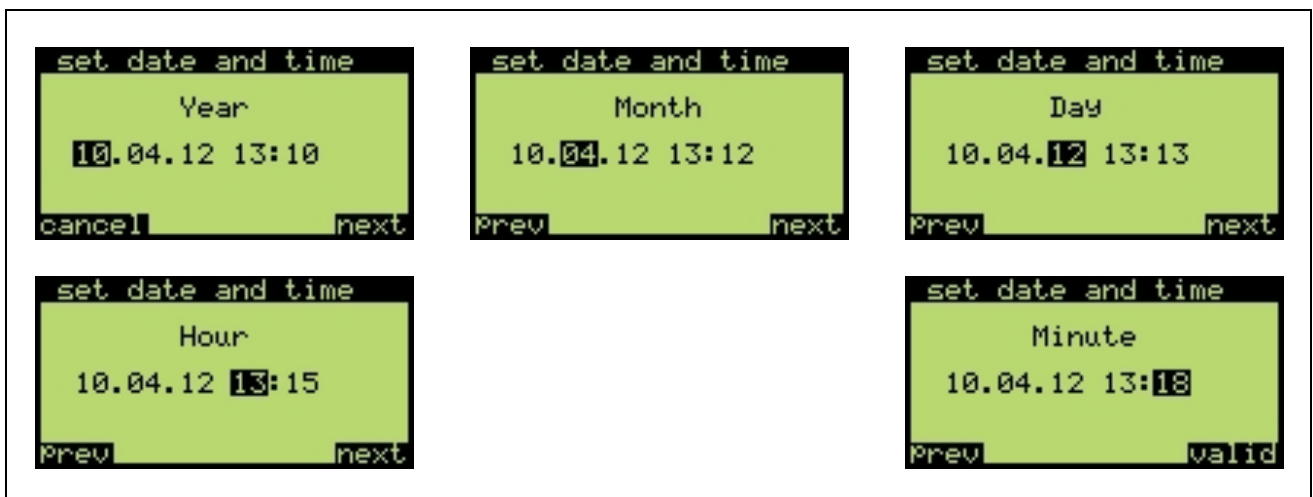 set date and time
Year
10.04.12 13:10
cancel next
set date and time
Month
10.04.12 13:12
Prev next
set date and time
Day
10.04.12 13:13
Prev next
set date and time
Hour
10.04.12 13:15
Prev next
set date and time
Minute
10.04.12 13:18
Prev valid